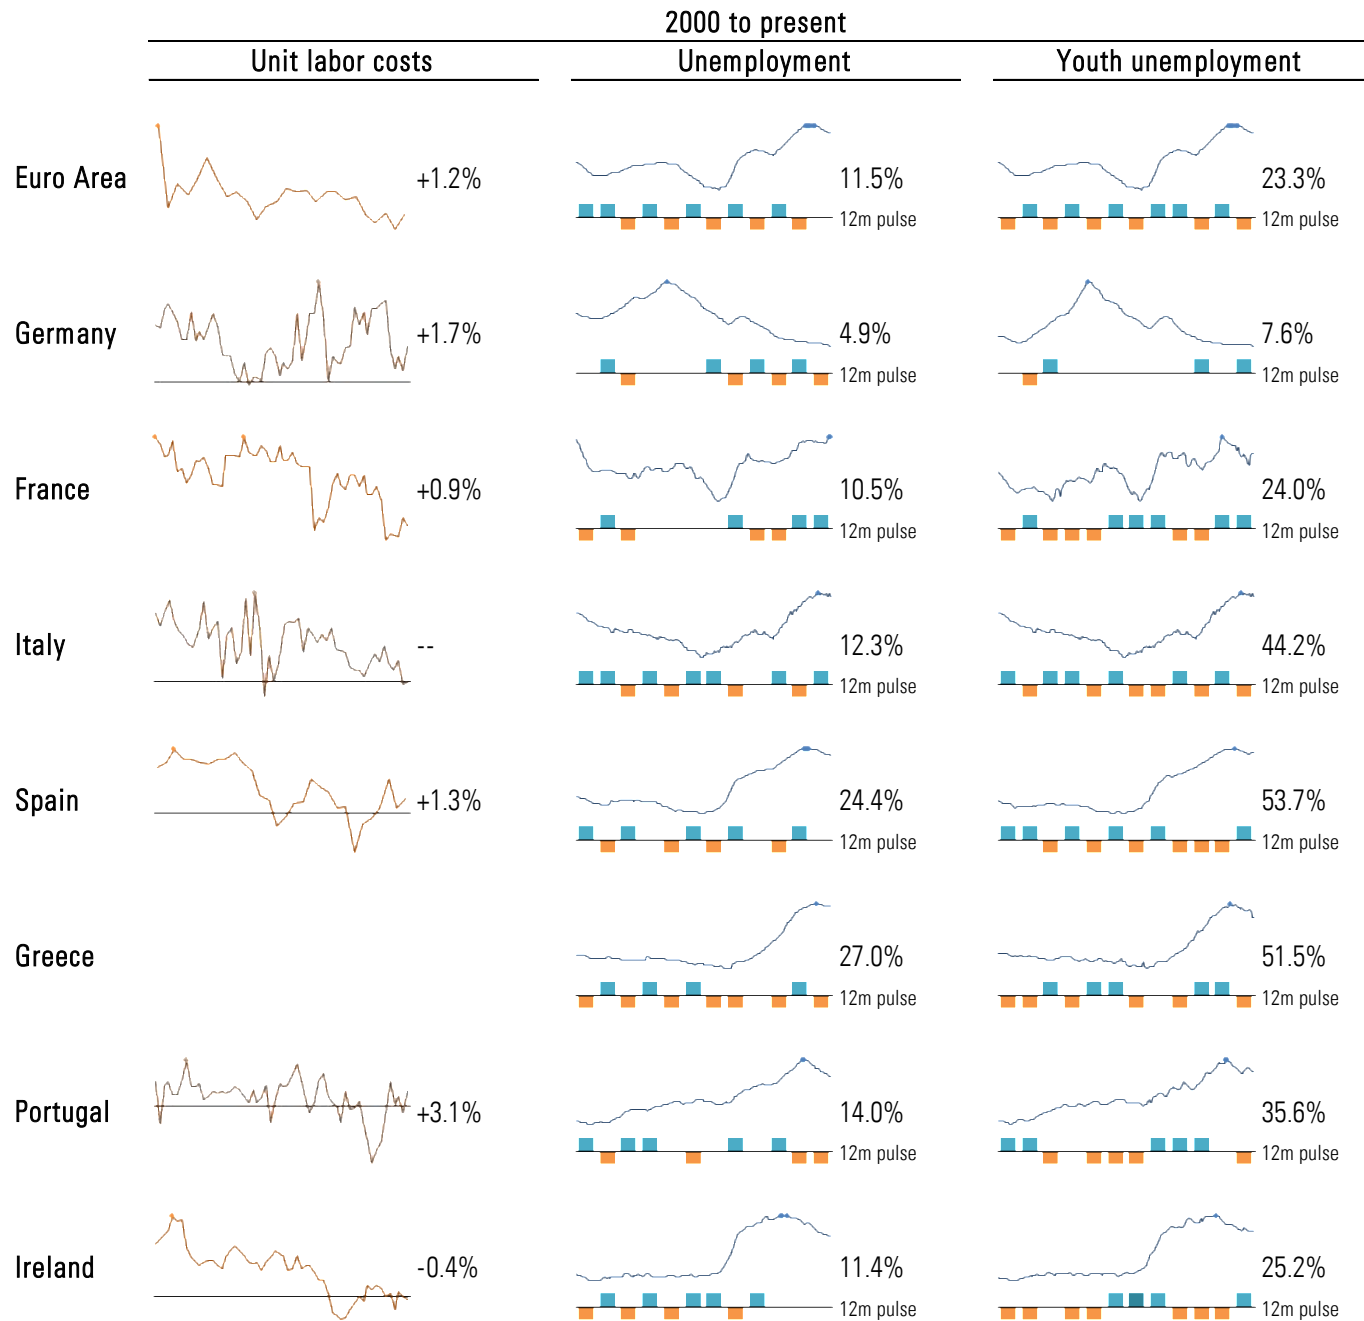 2000 to present
Unit labor costs Unemployment Youth unemployment
Euro Area +1.2% 11.5% 23.3%
12m pulse 12m pulse
Germany +1.7% 4.9% 7.6%
12m pulse 12m pulse
France +0.9% 10.5% 24.0%
12m pulse 12m pulse
Italy -- 12.3% 44.2%
12m pulse 12m pulse
Spain +1.3% 24.4% 53.7%
12m pulse 12m pulse
Greece 27.0% 51.5%
12m pulse 12m pulse
Portugal +3.1% 14.0% 35.6%
12m pulse 12m pulse
Ireland -0.4% 11.4% 25.2%
12m pulse 12m pulse